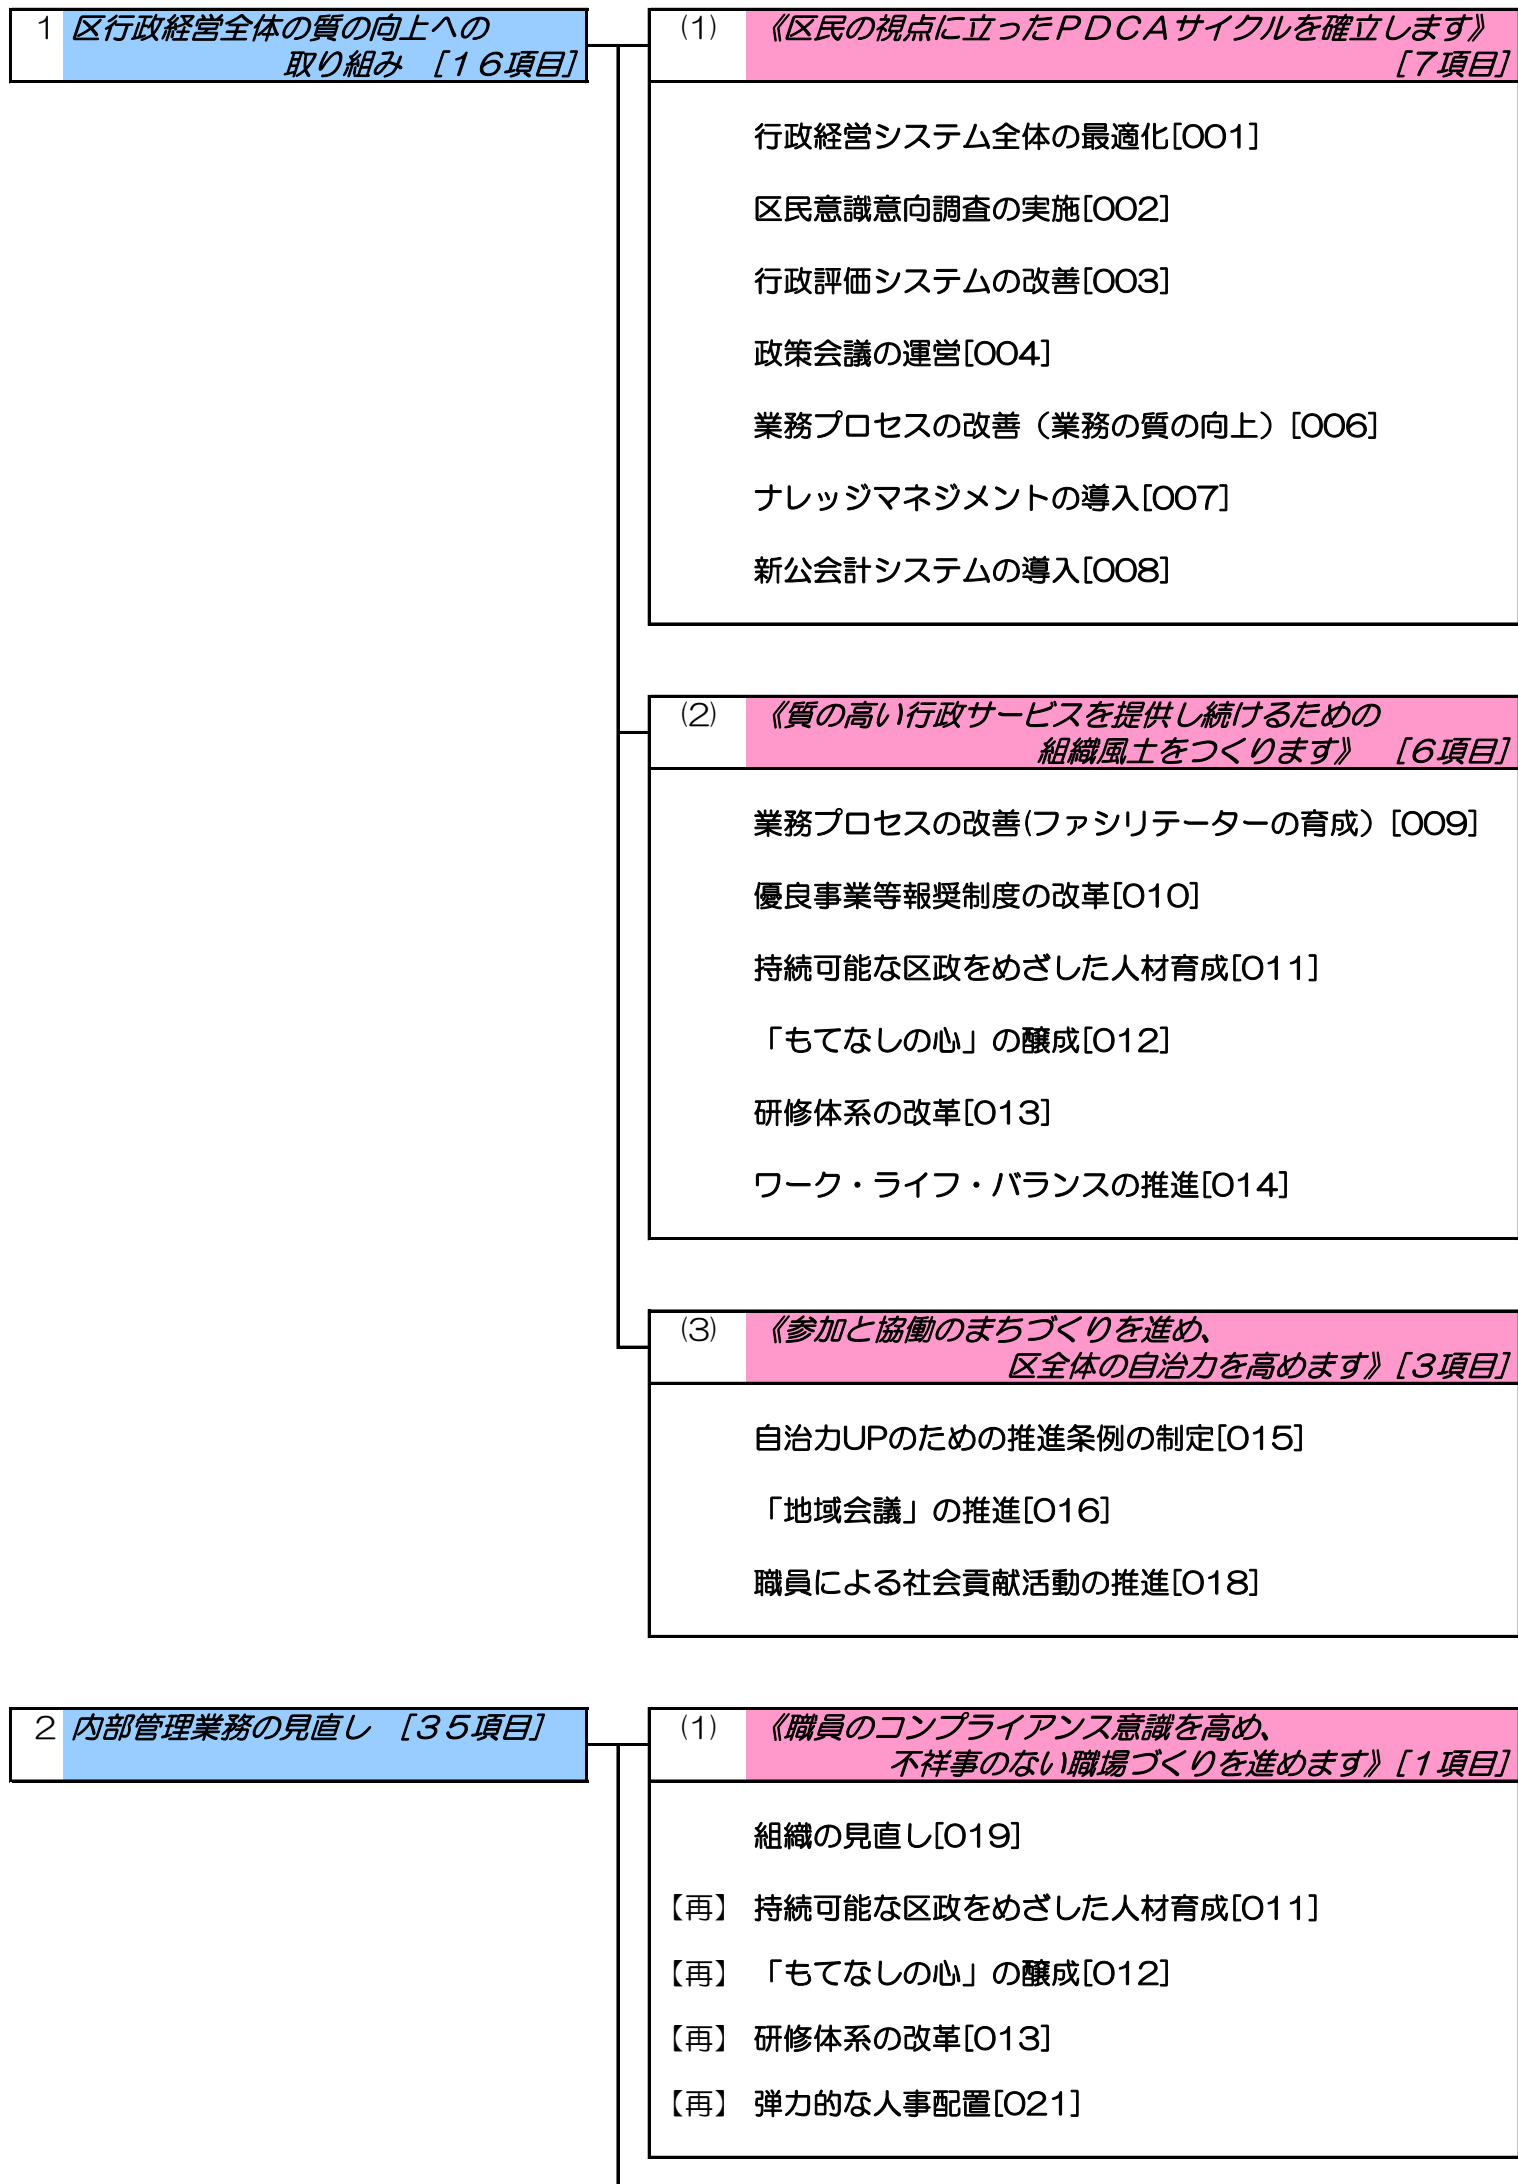 1 区行政経営全体の質の向上への
取り組み [１６項目]
(1) 《区民の視点に立ったＰＤＣＡサイクルを確立します》
[７項目]
行政経営システム全体の最適化[001]
区民意識意向調査の実施[002]
行政評価システムの改善[003]
政策会議の運営[004]
業務プロセスの改善（業務の質の向上）[006]
ナレッジマネジメントの導入[007]
新公会計システムの導入[008]
(2) 《質の高い行政サービスを提供し続けるための
組織風土をつくります》 [６項目]
業務プロセスの改善(ファシリテーターの育成）[009]
優良事業等報奨制度の改革[010]
持続可能な区政をめざした人材育成[011]
「もてなしの心」の醸成[012]
研修体系の改革[013]
ワーク・ライフ・バランスの推進[014]
(3) 《参加と協働のまちづくりを進め、
区全体の自治力を高めます》[３項目]
自治力UPのための推進条例の制定[015]
「地域会議」の推進[016]
職員による社会貢献活動の推進[018]
2 内部管理業務の見直し [３５項目]
(1) 《職員のコンプライアンス意識を高め、
不祥事のない職場づくりを進めます》[１項目]
組織の見直し[019]
【再】 持続可能な区政をめざした人材育成[011]
【再】 「もてなしの心」の醸成[012]
【再】 研修体系の改革[013]
【再】 弾力的な人事配置[021]